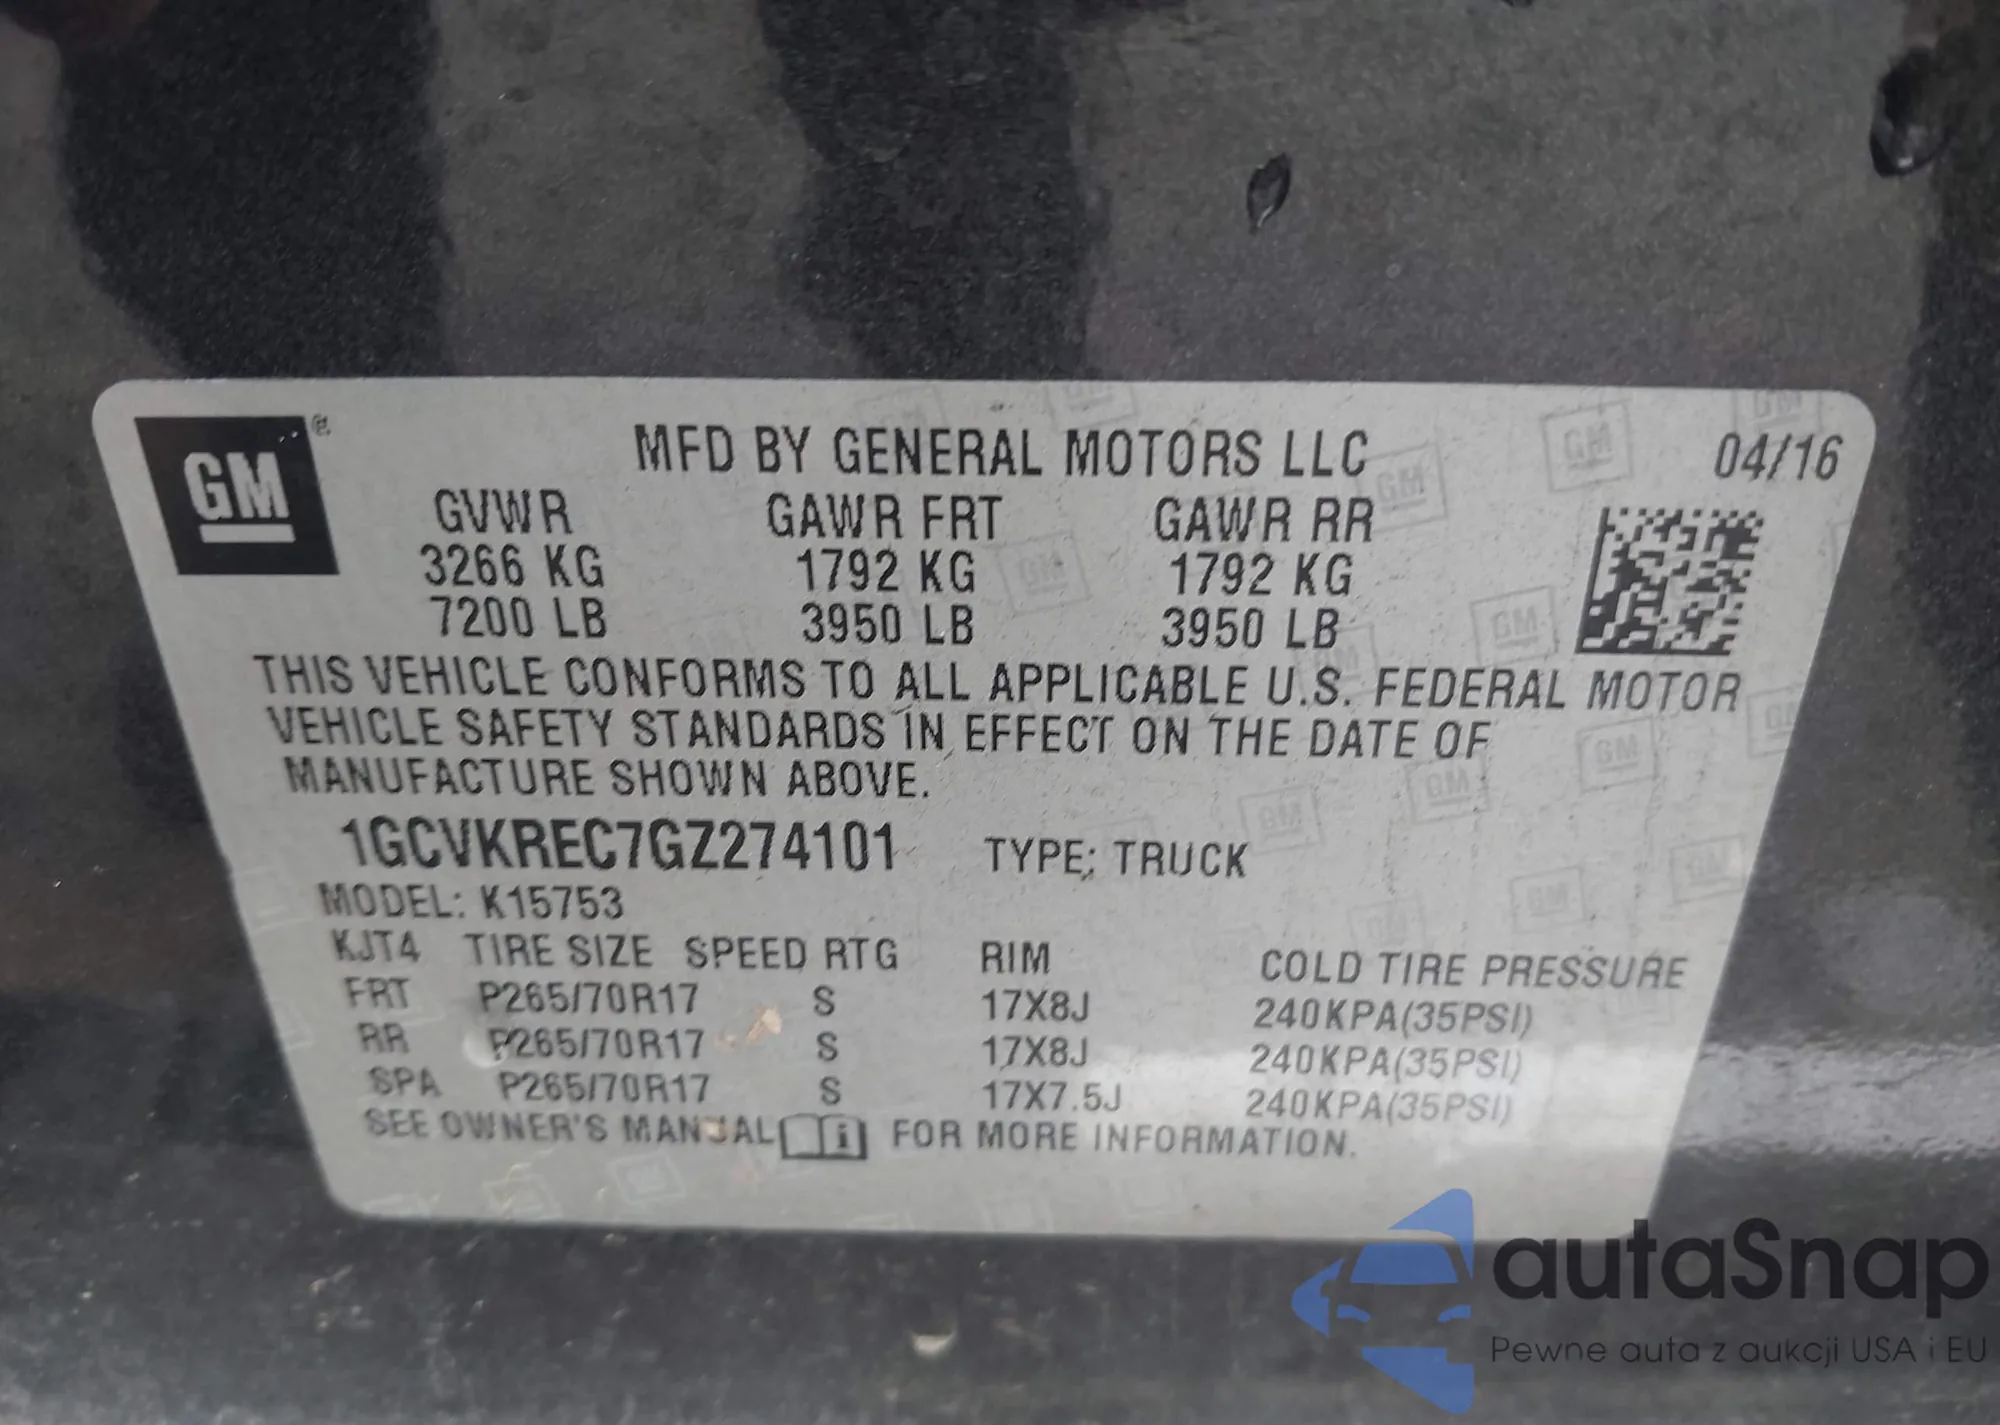 GM ®
MFD BY GENERAL MOTORS LLC 04/16
GVWR GAWR FRT GAWR RR
3266 KG 1792 KG 1792 KG
7200 LB 3950 LB 3950 LB
THIS VEHICLE CONFORMS TO ALL APPLICABLE U.S. FEDERAL MOTOR
VEHICLE SAFETY STANDARDS IN EFFECT ON THE DATE OF
MANUFACTURE SHOWN ABOVE.
1GCVKREC7GZ274101 TYPE: TRUCK
MODEL: K15753
KJT4 TIRE SIZE SPEED RTG RIM COLD TIRE PRESSURE
FRT P265/70R17 S 17X8J 240KPA(35PSI)
RR P265/70R17 S 17X8J 240KPA(35PSI)
SPA P265/70R17 S 17X7.5J 240KPA(35PSI)
SEE OWNER'S MANUAL i FOR MORE INFORMATION.
autaSnap
Pewne auta z aukcji USA i EU